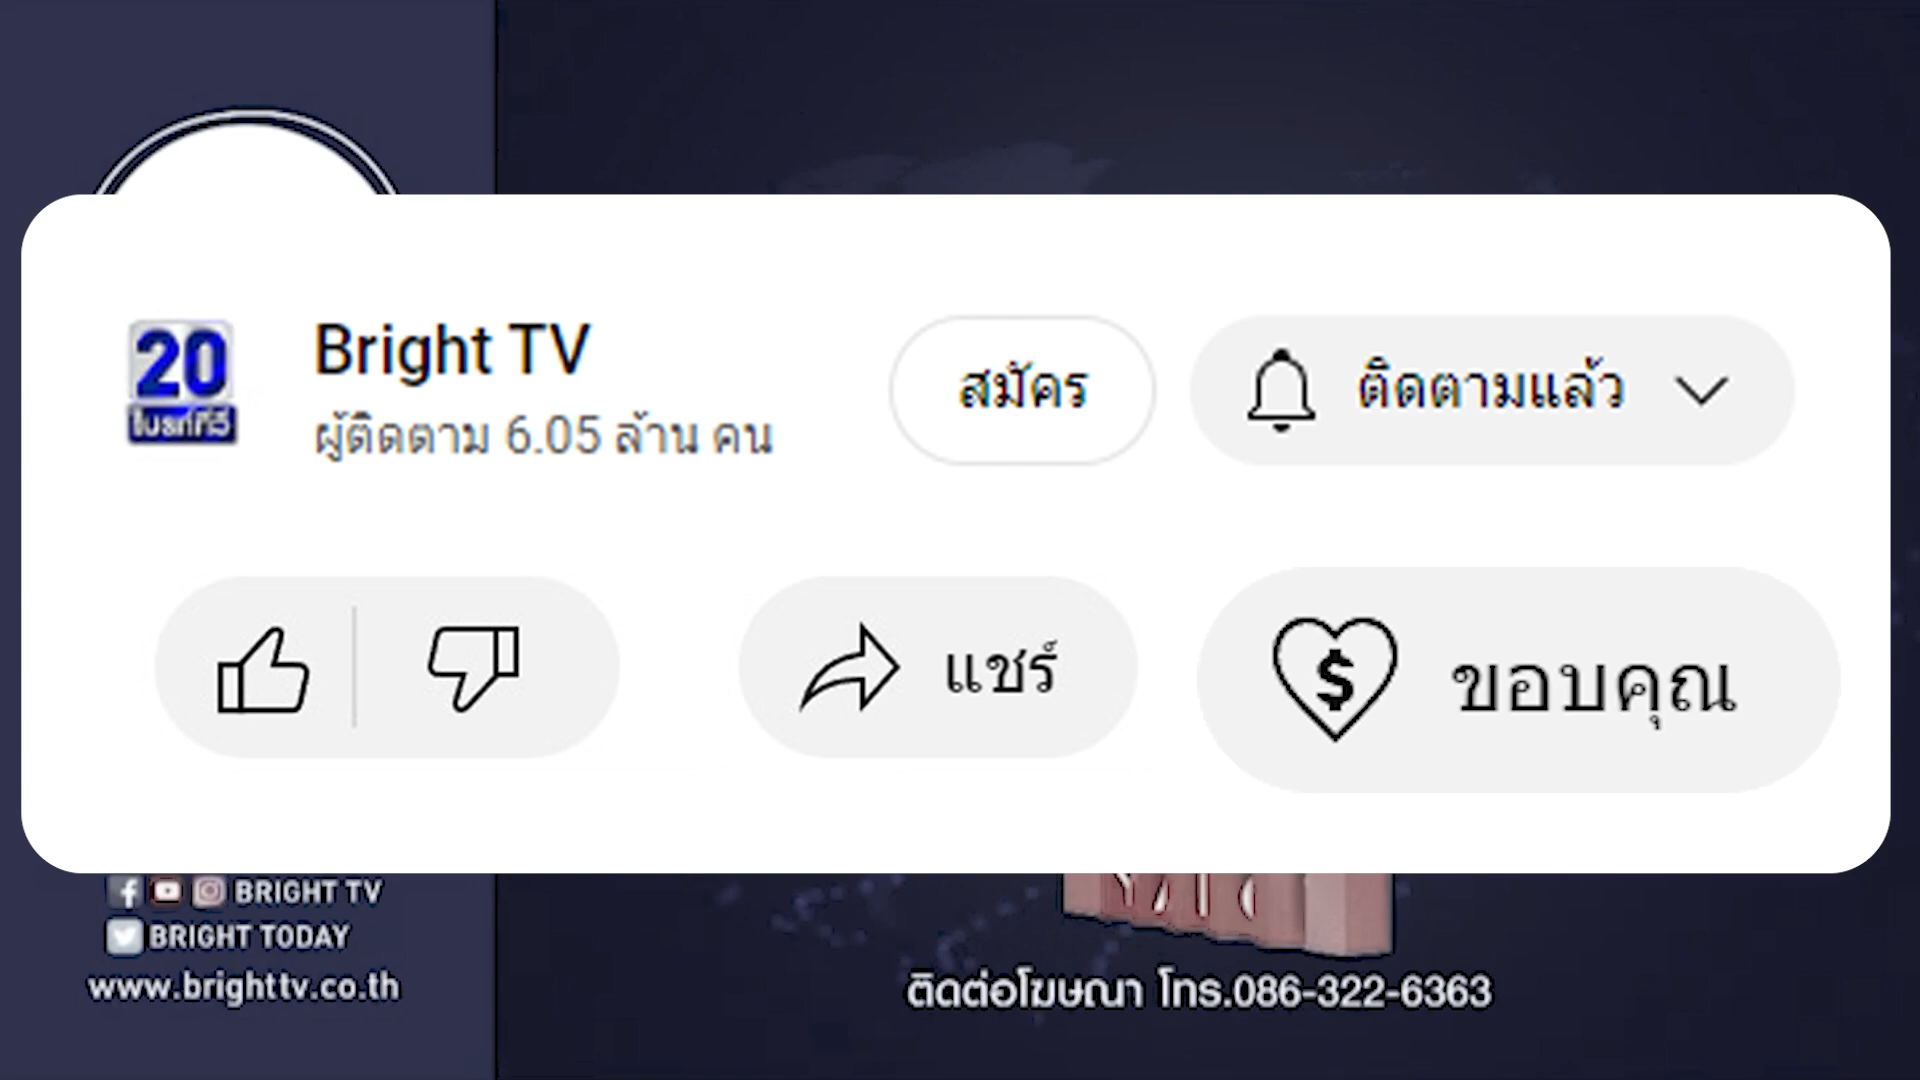 20
ไบรท์ทีวี
Bright TV
ผู้ติดตาม 6.05 ล้าน คน
สมัคร
ติดตามแล้ว
แชร์
ขอบคุณ
BRIGHT TV
BRIGHT TODAY
www.brighttv.co.th
ติดต่อโฆษณา โทร.086-322-6363